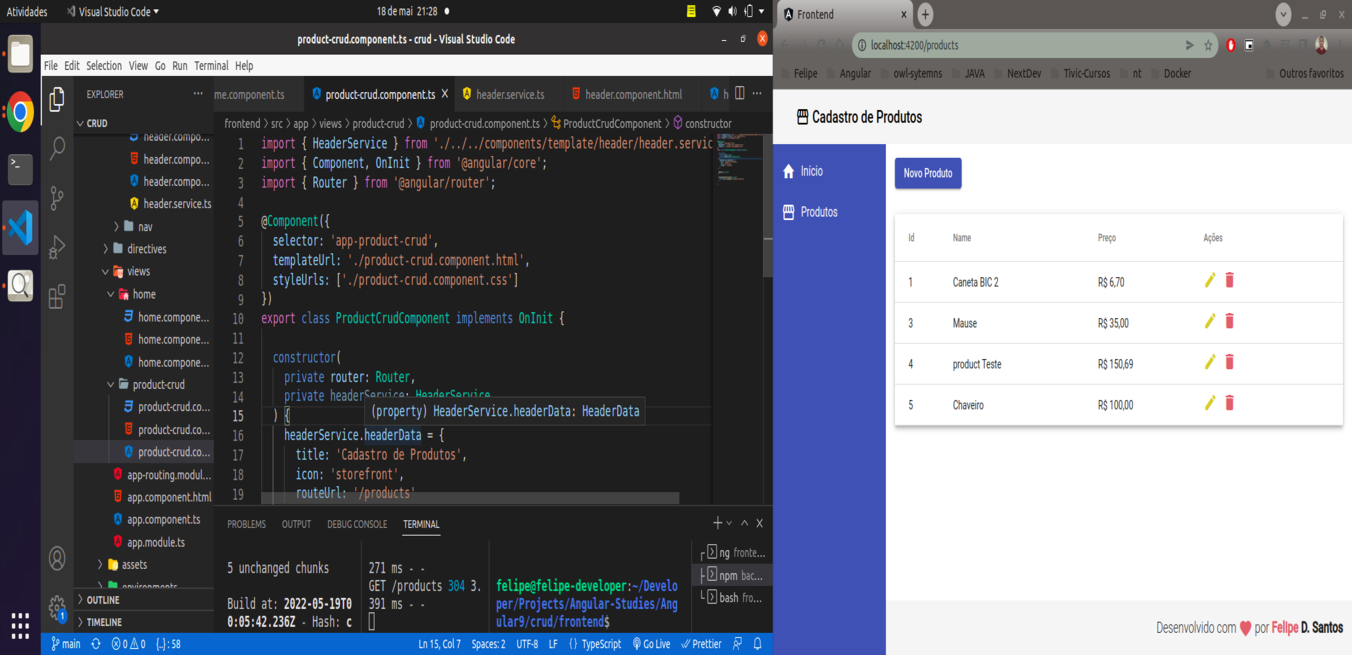 Atividades
Visual Studio Code
18 de mai 21:28
product-crud.component.ts - crud - Visual Studio Code
File Edit Selection View Go Run Terminal Help
EXPLORER
···
me.component.ts
product-crud.component.ts
header.service.ts
header.component.html
h
CRUD
header.compo...
header.compo...
header.compo...
header.service.ts
nav
directives
views
home
home.compone...
home.compone...
home.compone...
product-crud
product-crud.co...
product-crud.co...
product-crud.co...
app-routing.modul...
app.component.html
app.component.ts
app.module.ts
assets
environments
OUTLINE
TIMELINE
frontend > src > app > views > product-crud > product-crud.component.ts > ProductCrudComponent > constructor
1 import { HeaderService } from './../../components/template/header/header.servic
2 import { Component, OnInit } from '@angular/core';
3 import { Router } from '@angular/router';
4
5 @Component({
6 selector: 'app-product-crud',
7 templateUrl: './product-crud.component.html',
8 styleUrls: ['./product-crud.component.css']
9 })
10 export class ProductCrudComponent implements OnInit {
11
12 constructor(
13 private router: Router,
14 private headerService: HeaderService
(property) HeaderService.headerData: HeaderData
15 ) {
16 headerService.headerData = {
17 title: 'Cadastro de Produtos',
18 icon: 'storefront',
19 routeUrl: '/products'
PROBLEMS OUTPUT DEBUG CONSOLE TERMINAL
5 unchanged chunks
Build at: 2022-05-19T0
0:05:42.236Z - Hash: c
271 ms - -
GET /products 304 3.
391 ms - -
felipe@felipe-developer:~/Develo
per/Projects/Angular-Studies/Ang
ular9/crud/frontend$
ng fronte...
npm bac...
bash fro...
1
main
0 0
{..}: 58
Ln 15, Col 7 Spaces: 2 UTF-8 LF {} TypeScript Go Live Prettier
Frontend
localhost:4200/products
Felipe Angular owl-sytemns JAVA NextDev Tivic-Cursos nt Docker Outros favoritos
Cadastro de Produtos
Início
Produtos
Novo Produto
Id Name Preço Ações
1 Caneta BIC 2 R$ 6,70
3 Mause R$ 35,00
4 product Teste R$ 150,69
5 Chaveiro R$ 100,00
Desenvolvido com por Felipe D. Santos